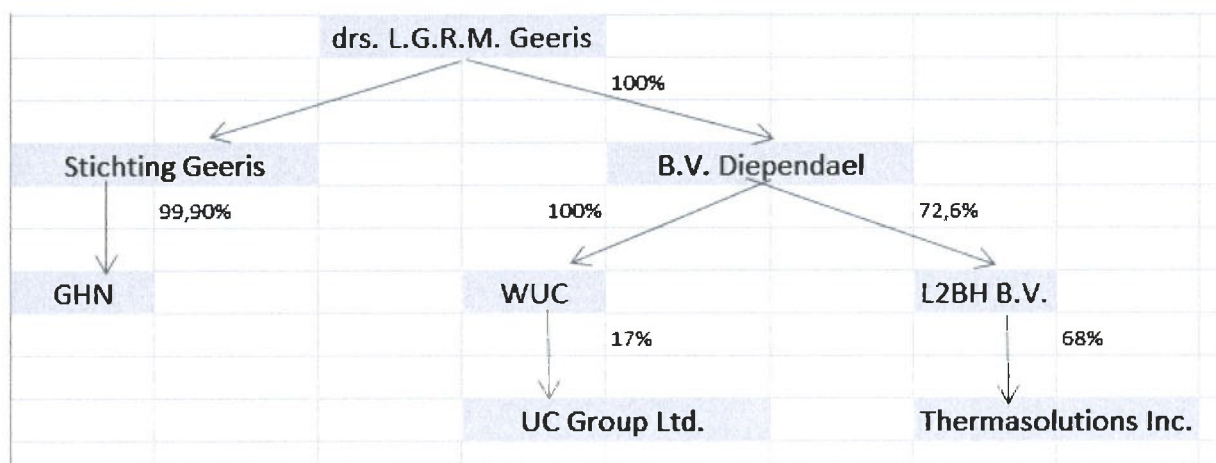 drs. L.G.R.M. Geeris
100%
Stichting Geeris
B.V. Diependael
99,90%
100%
72,6%
GHN
WUC
L2BH B.V.
17%
68%
UC Group Ltd.
Thermasolutions Inc.